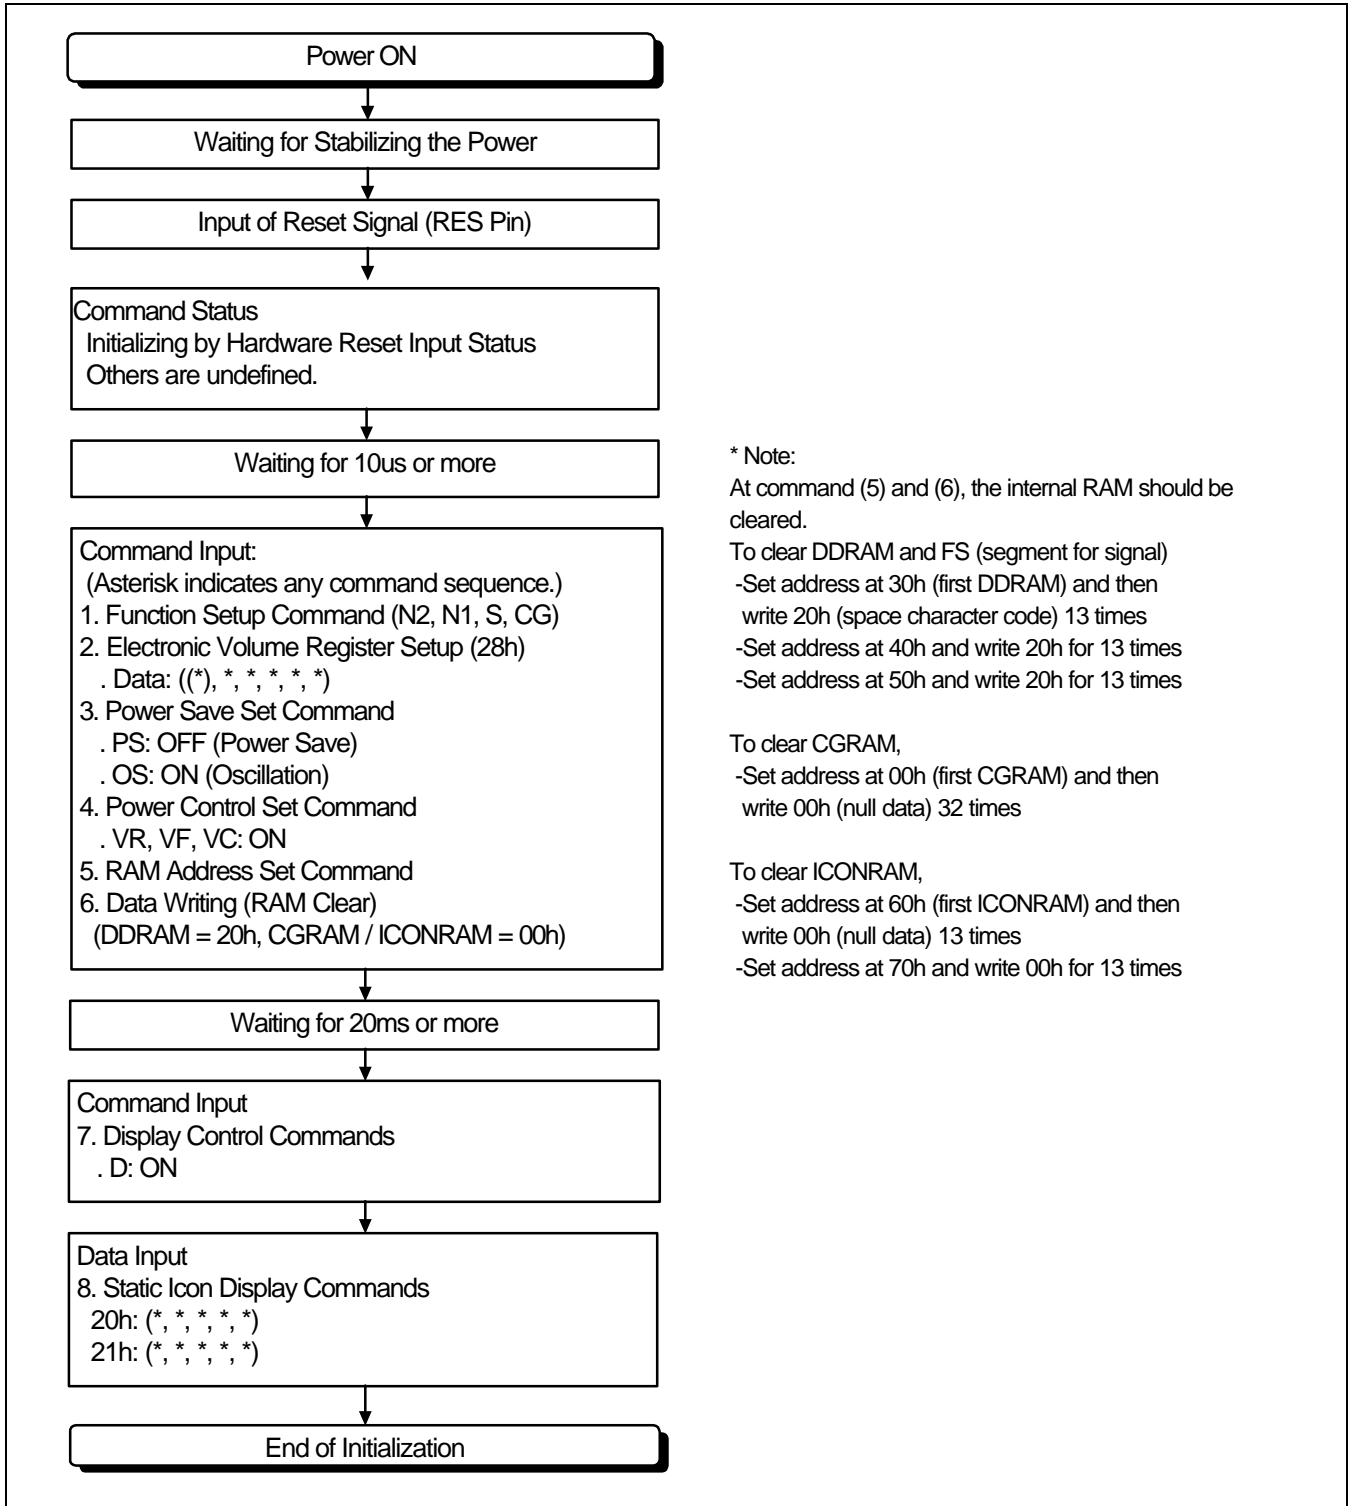 Power ON
Waiting for Stabilizing the Power
Input of Reset Signal (RES Pin)
Command Status
Initializing by Hardware Reset Input Status
Others are undefined.
Waiting for 10us or more
Command Input:
(Asterisk indicates any command sequence.)
1. Function Setup Command (N2, N1, S, CG)
2. Electronic Volume Register Setup (28h)
. Data: ((*), *, *, *, *, *)
3. Power Save Set Command
. PS: OFF (Power Save)
. OS: ON (Oscillation)
4. Power Control Set Command
. VR, VF, VC: ON
5. RAM Address Set Command
6. Data Writing (RAM Clear)
(DDRAM = 20h, CGRAM / ICONRAM = 00h)
Waiting for 20ms or more
Command Input
7. Display Control Commands
. D: ON
Data Input
8. Static Icon Display Commands
20h: (*, *, *, *, *)
21h: (*, *, *, *, *)
End of Initialization
* Note:
At command (5) and (6), the internal RAM should be
cleared.
To clear DDRAM and FS (segment for signal)
-Set address at 30h (first DDRAM) and then
write 20h (space character code) 13 times
-Set address at 40h and write 20h for 13 times
-Set address at 50h and write 20h for 13 times
To clear CGRAM,
-Set address at 00h (first CGRAM) and then
write 00h (null data) 32 times
To clear ICONRAM,
-Set address at 60h (first ICONRAM) and then
write 00h (null data) 13 times
-Set address at 70h and write 00h for 13 times